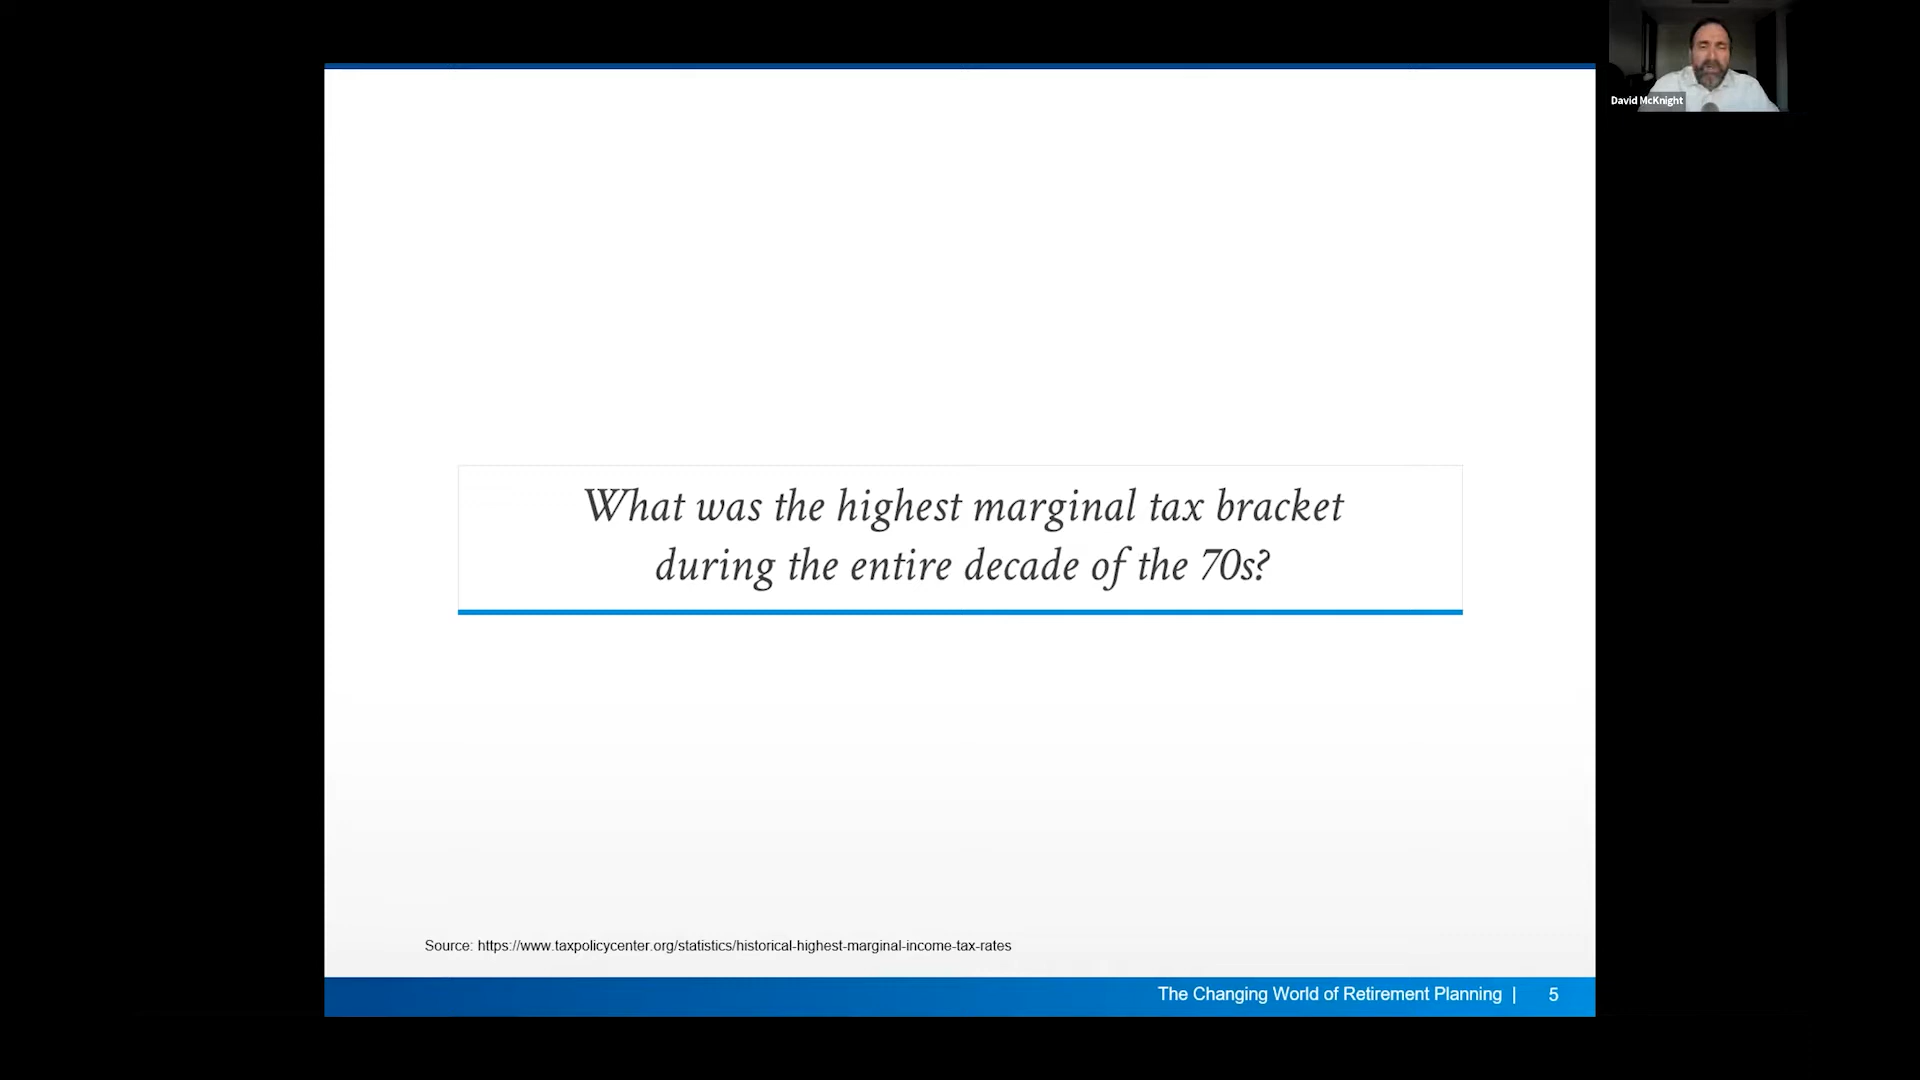 David McKnight
What was the highest marginal tax bracket
during the entire decade of the 70s?
Source: https://www.taxpolicycenter.org/statistics/historical-highest-marginal-income-tax-rates
The Changing World of Retirement Planning | 5